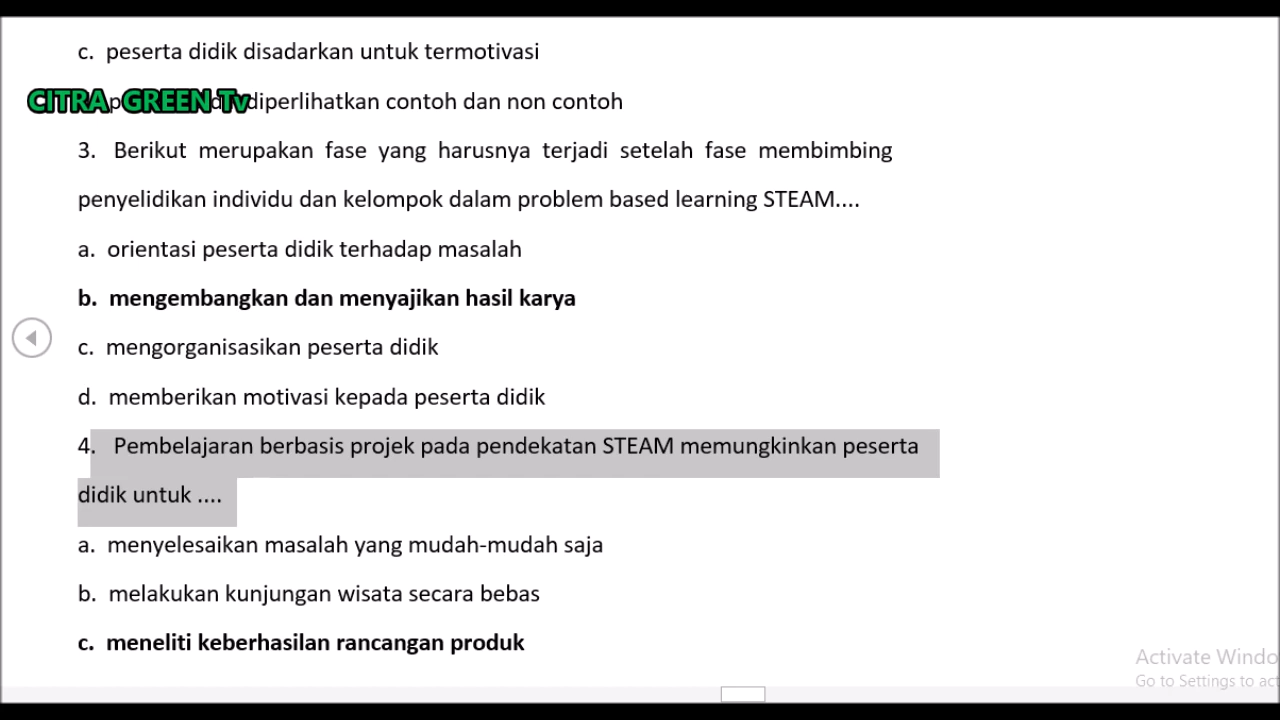 c. peserta didik disadarkan untuk termotivasi
CITRA GREEN Tv diperlihatkan contoh dan non contoh
3. Berikut merupakan fase yang harusnya terjadi setelah fase membimbing
penyelidikan individu dan kelompok dalam problem based learning STEAM....
a. orientasi peserta didik terhadap masalah
b. mengembangkan dan menyajikan hasil karya
c. mengorganisasikan peserta didik
d. memberikan motivasi kepada peserta didik
4. Pembelajaran berbasis projek pada pendekatan STEAM memungkinkan peserta
didik untuk ....
a. menyelesaikan masalah yang mudah-mudah saja
b. melakukan kunjungan wisata secara bebas
c. meneliti keberhasilan rancangan produk
Activate Windo
Go to Settings to act